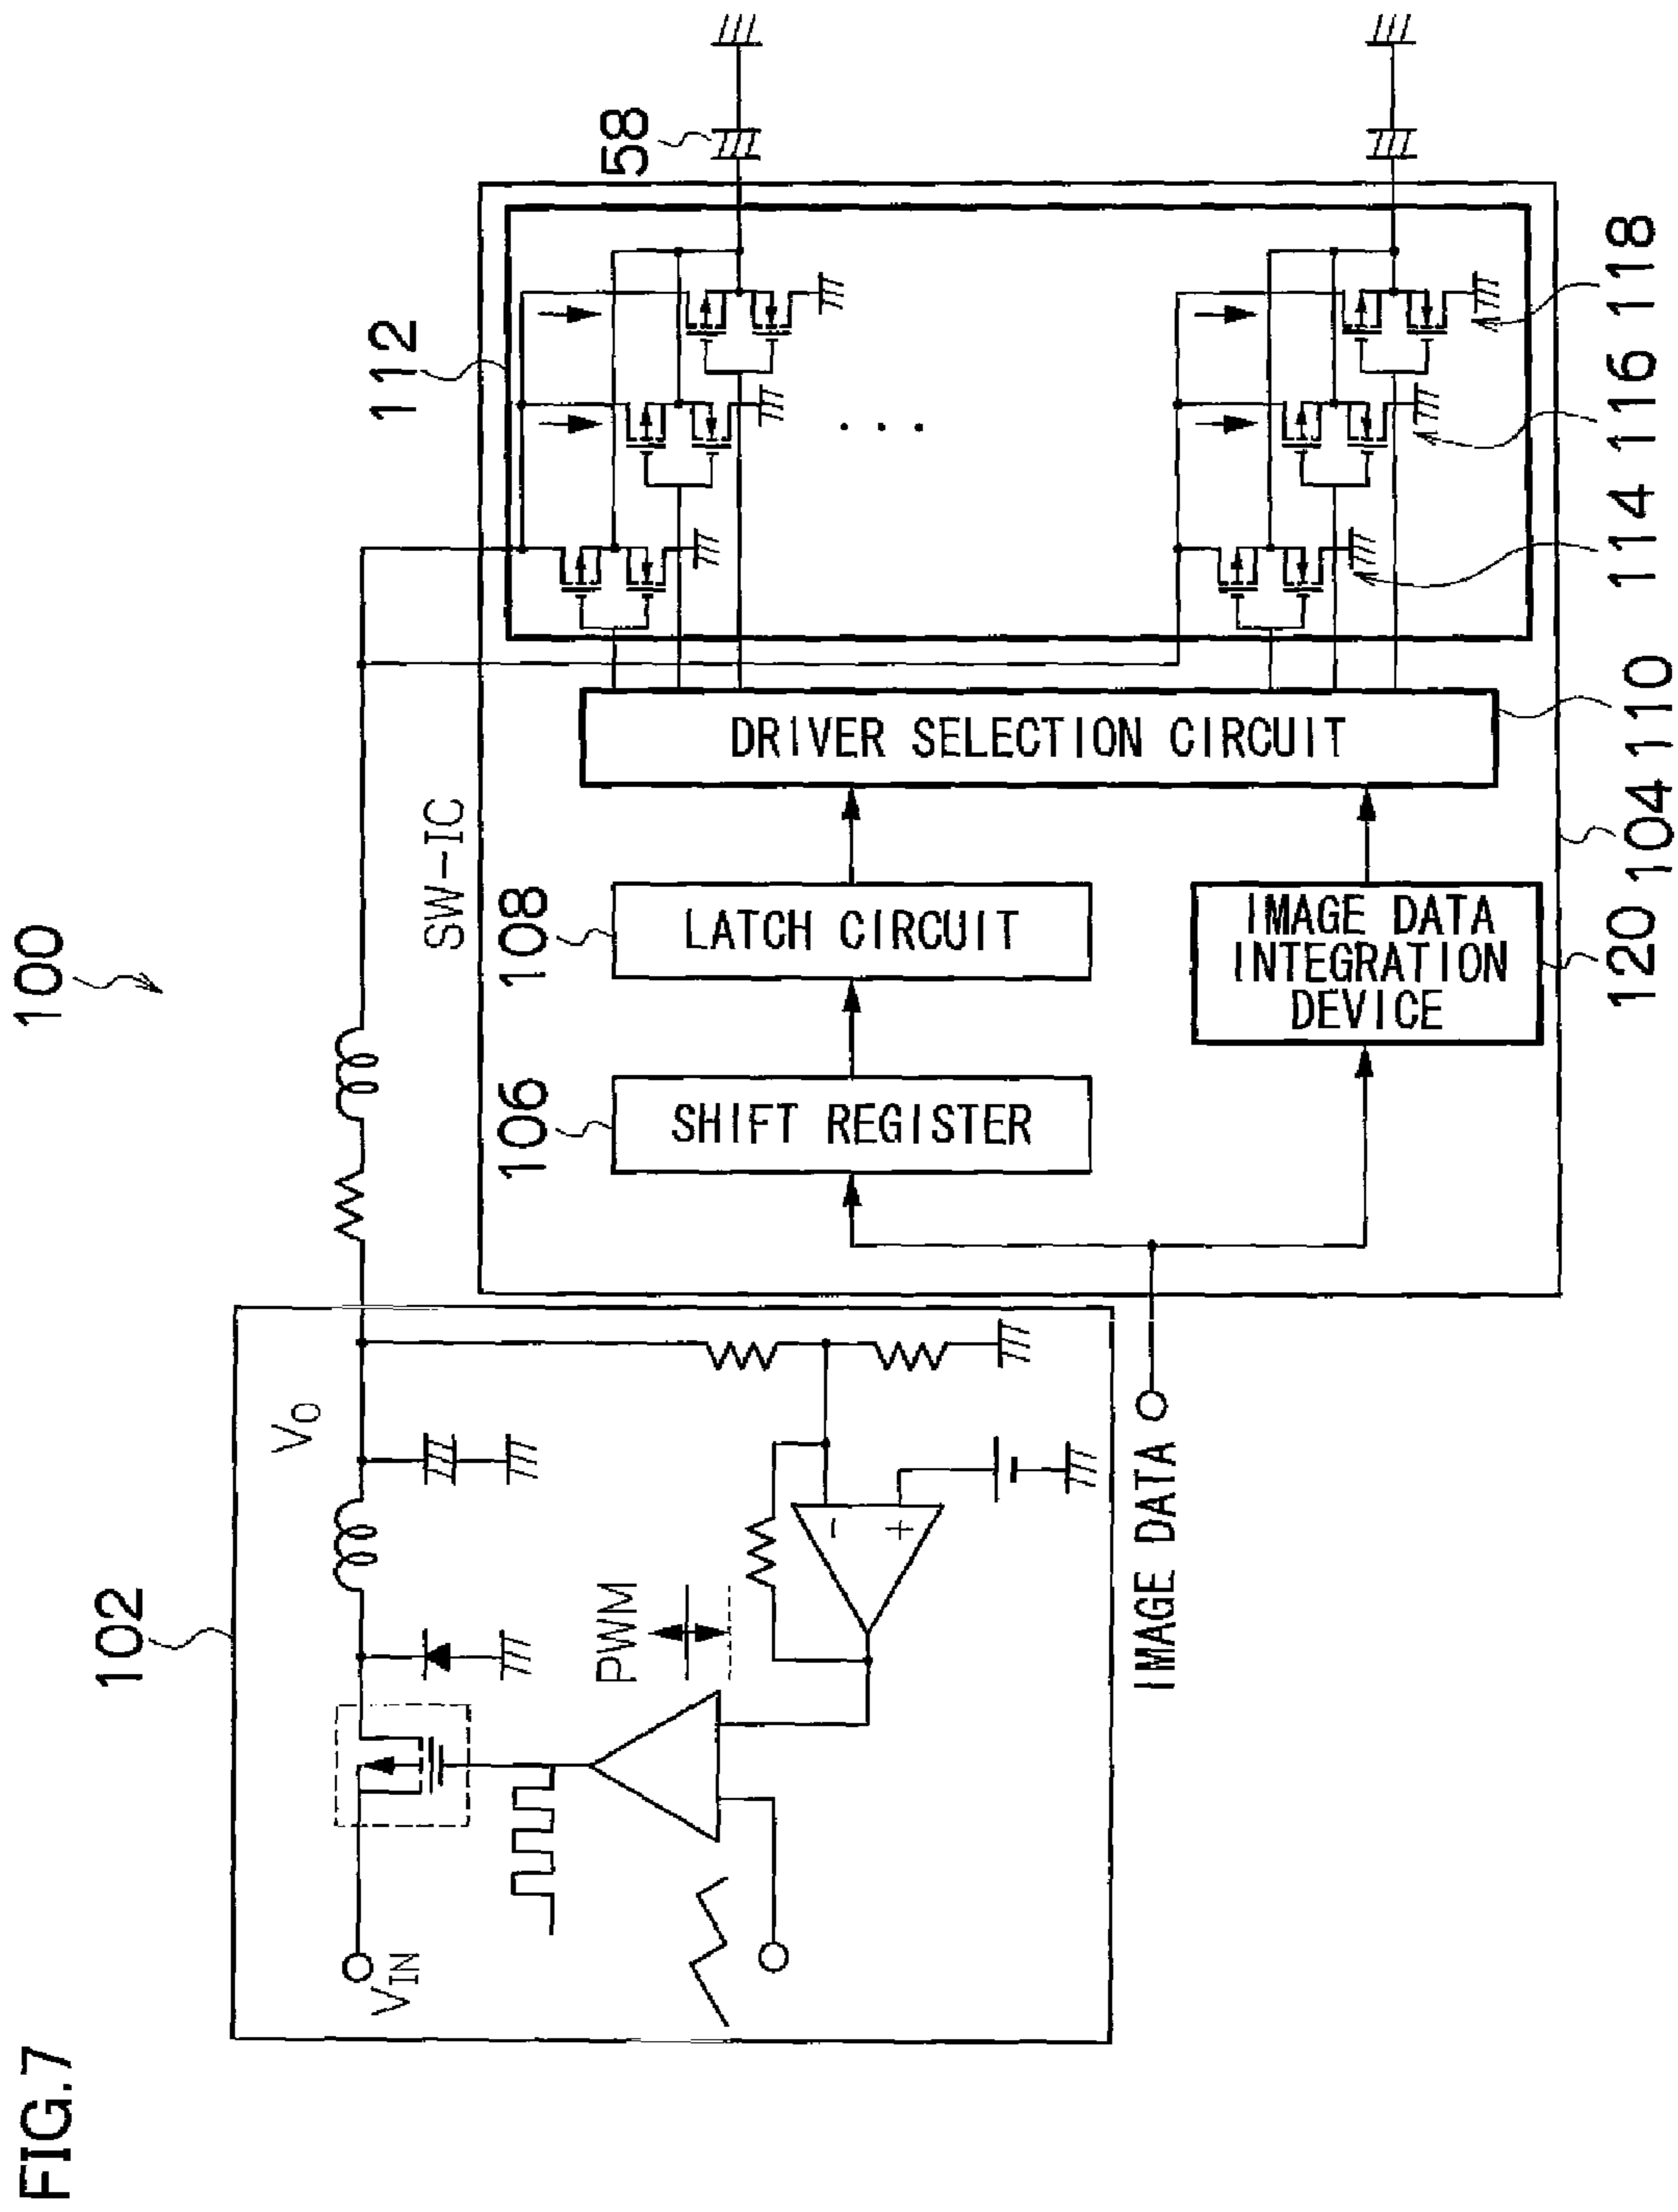 FIG.7
100
102
V_IN
V_O
PWM
-
+
IMAGE DATA
SW-IC
106
SHIFT REGISTER
108
LATCH CIRCUIT
120
IMAGE DATA
INTEGRATION
DEVICE
104
110
DRIVER SELECTION CIRCUIT
112
58
. . .
114
116
118